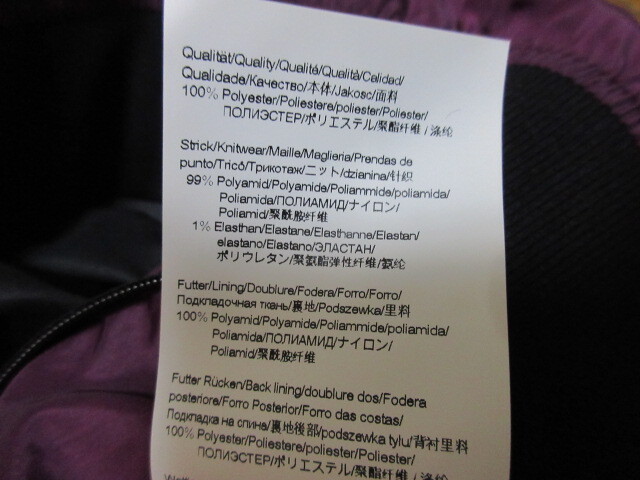 Qualität/Quality/Qualité/Qualità/Calidad/
Qualidade/Качество/本体/Jakosc/面料
100% Polyester/Poliestere/poliester/Poliester/
ПОЛИЭСТЕР/ポリエステル/聚酯纤维 / 涤纶
Strick/Knitwear/Maille/Maglieria/Prendas de
punto/Tricô/Трикотаж/ニット/dzianina/针织
99% Polyamid/Polyamide/Poliammide/poliamida/
Poliamida/ПОЛИАМИД/ナイロン/
Poliamid/聚酰胺纤维
1% Elasthan/Elastane/Elasthanne/Elastan/
elastano/Elastano/ЭЛАСТАН/
ポリウレタン/聚氨酯弹性纤维/氨纶
Futter/Lining/Doublure/Fodera/Forro/Forro/
Подкладочная ткань/裏地/Podszewka/里料
100% Polyamid/Polyamide/Poliammide/poliamida/
Poliamida/ПОЛИАМИД/ナイロン/
Poliamid/聚酰胺纤维
Futter Rücken/Back lining/doublure dos/Fodera
posteriore/Forro Posterior/Forro das costas/
Подкладка на спине/裏地後部/podszewka tylu/背衬里料
100% Polyester/Poliestere/poliester/Poliester/
ПОЛИЭСТЕР/ポリエステル/聚酯纤维 / 涤纶